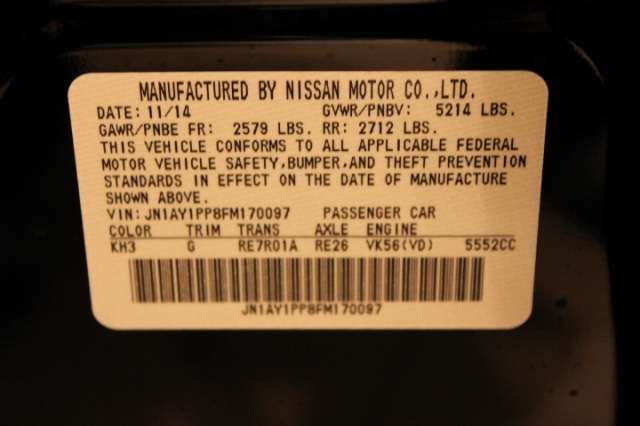 MANUFACTURED BY NISSAN MOTOR CO.,LTD.
DATE: 11/14 GVWR/PNBV: 5214 LBS.
GAWR/PNBE FR: 2579 LBS. RR: 2712 LBS.
THIS VEHICLE CONFORMS TO ALL APPLICABLE FEDERAL
MOTOR VEHICLE SAFETY,BUMPER,AND THEFT PREVENTION
STANDARDS IN EFFECT ON THE DATE OF MANUFACTURE
SHOWN ABOVE.
VIN: JN1AY1PP8FM170097 PASSENGER CAR
COLOR TRIM TRANS AXLE ENGINE
KH3 G RE7R01A RE26 VK56(VD) 5552CC
JN1AY1PP8FM170097